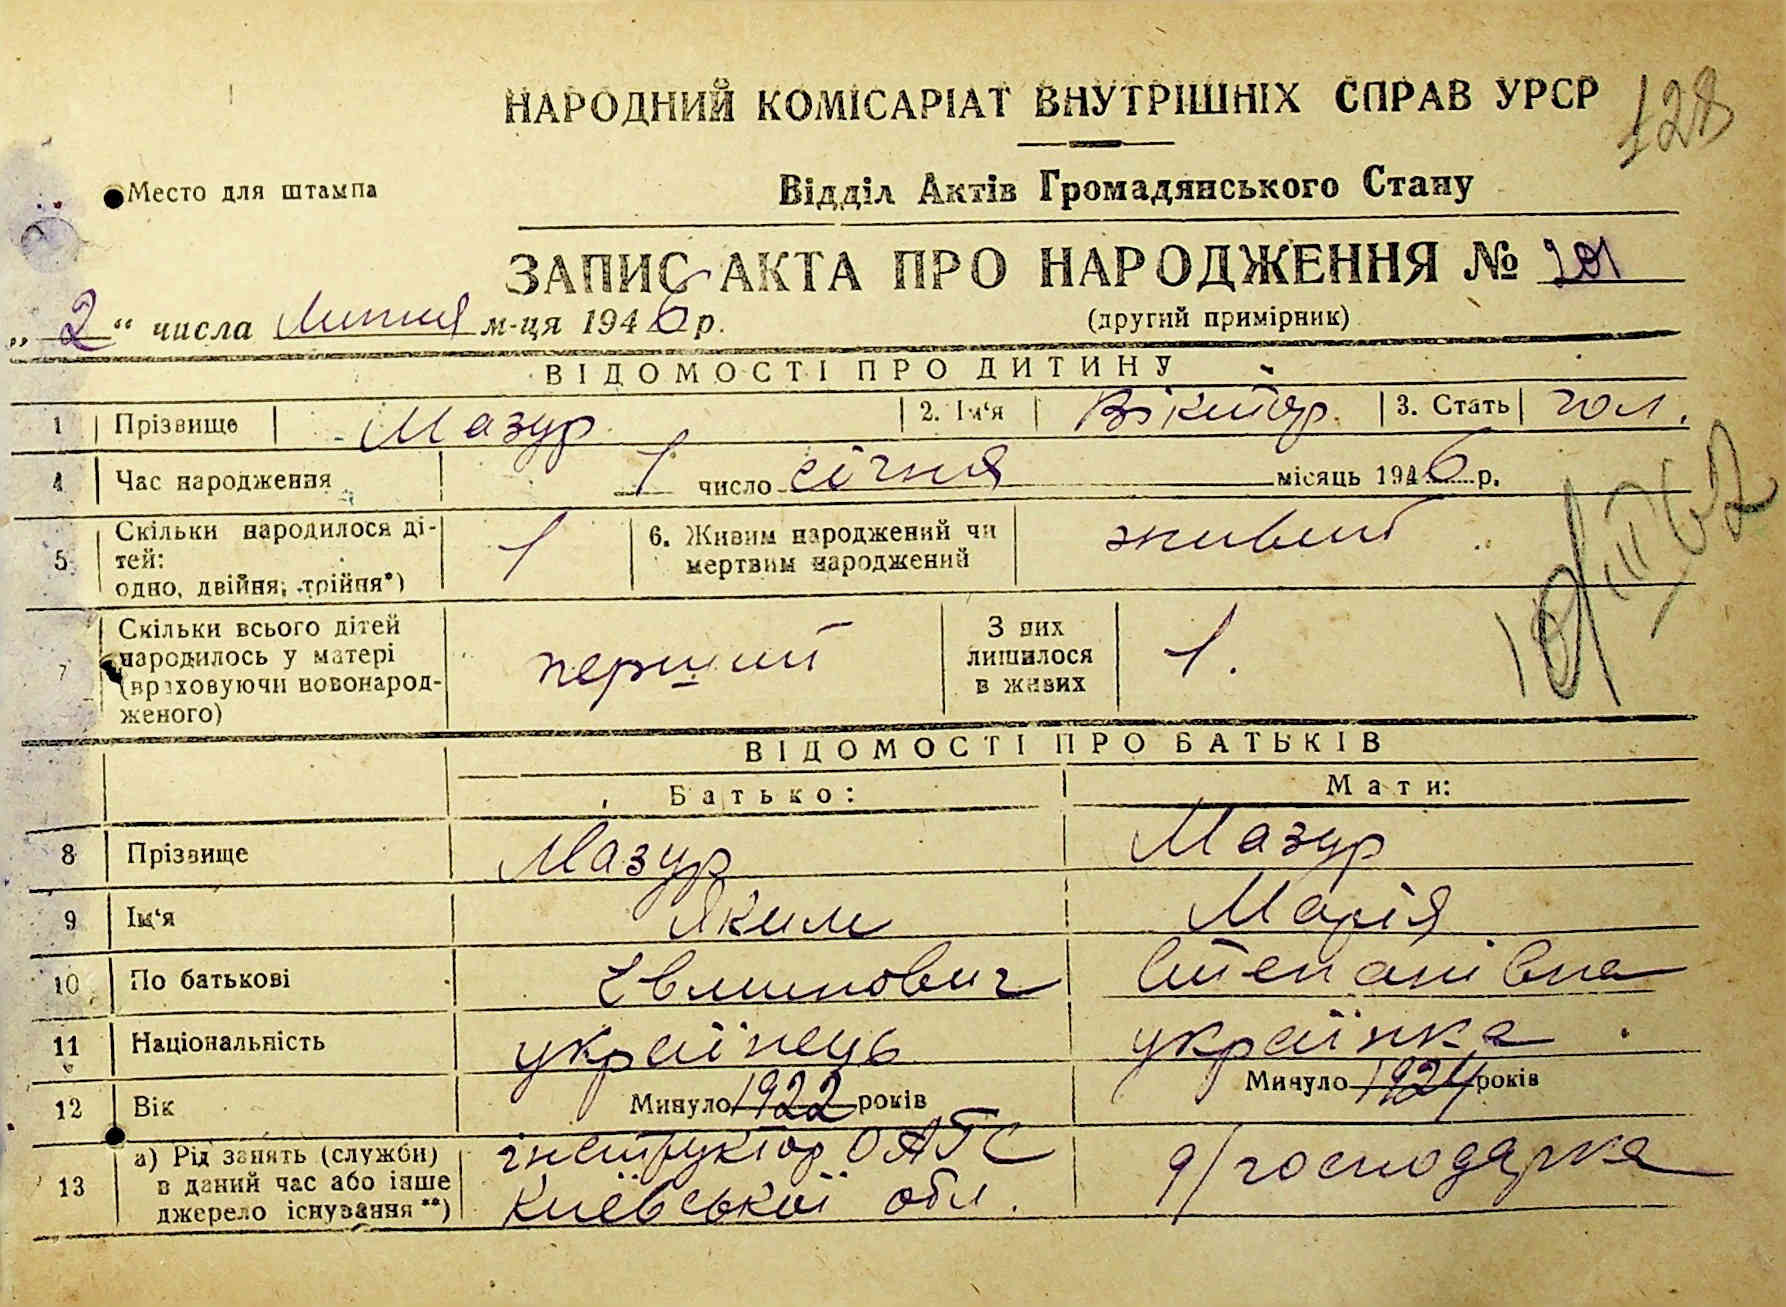 НАРОДНИЙ КОМІСАРІАТ ВНУТРІШНІХ СПРАВ УРСР 128
Место для штампа
Відділ Актів Громадянського Стану
ЗАПИС АКТА ПРО НАРОДЖЕННЯ № 101
„2“ числа Липня м-ця 1946 р.
(другий примірник)
ВІДОМОСТІ ПРО ДИТИНУ
1 Прізвище Мазур 2. Ім‘я Віктор. 3. Стать чол.
4 Час народження 1 число січня місяць 1946 р.
5 Скільки народилося ді-
тей:
одно, двійня, трійня*) 1
6. Живим народжений чи
мертвим народжений живий
7 Скільки всього дітей
народилось у матері
(враховуючи новонарод-
женого) перший
З них
лишилося
в живих 1.
ВІДОМОСТІ ПРО БАТЬКІВ
Батько: Мати:
8 Прізвище Мазур Мазур
9 Ім‘я Яким Марія
10 По батькові Степанівна
11 Національність українець українка
12 Вік Минуло 1922 років Минуло 1924 років
13 а) Рід занять (служби)
в даний час або інше
джерело існування **)
інструктор ОАГС
Київської обл.
д/господарка